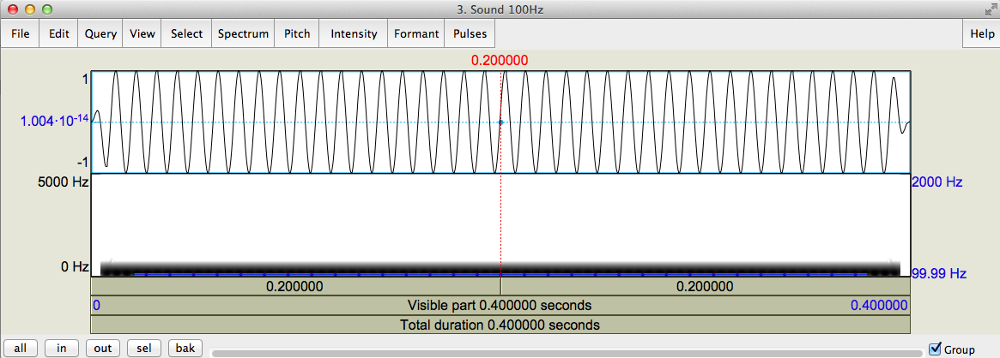 3. Sound 100Hz
File Edit Query View Select Spectrum Pitch Intensity Formant Pulses Help
0.200000
1
1.004·10⁻¹⁴
-1
5000 Hz 2000 Hz
0 Hz 99.99 Hz
0.200000 0.200000
0 Visible part 0.400000 seconds 0.400000
Total duration 0.400000 seconds
all in out sel bak Group